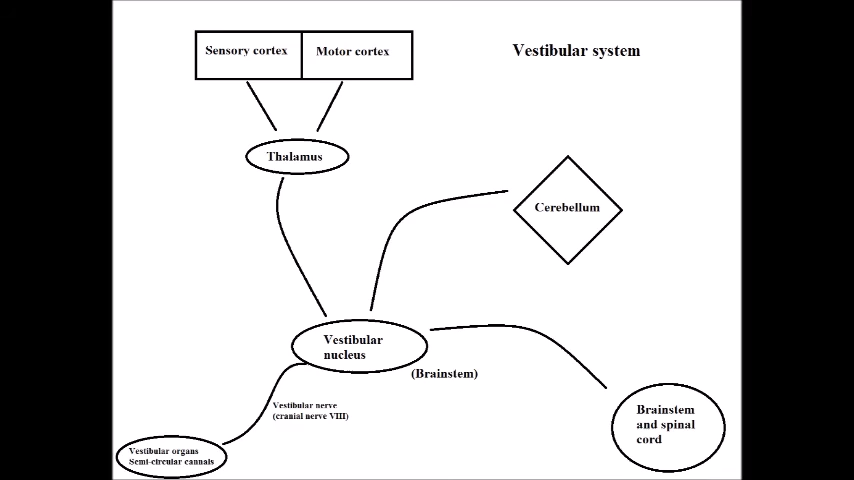 Sensory cortex
Motor cortex
Vestibular system
Thalamus
Cerebellum
Vestibular
nucleus
(Brainstem)
Vestibular nerve
(cranial nerve VIII)
Brainstem
and spinal
cord
Vestibular organs
Semi-circular cannals